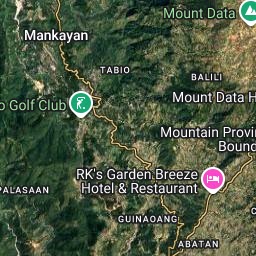 Mount Data
Mankayan
TABIO
BALILI
o Golf Club
Mount Data H
Mountain Provin
Bound
RK's Garden Breeze
Hotel & Restaurant
PALASAAN
GUINAOANG
ABATAN